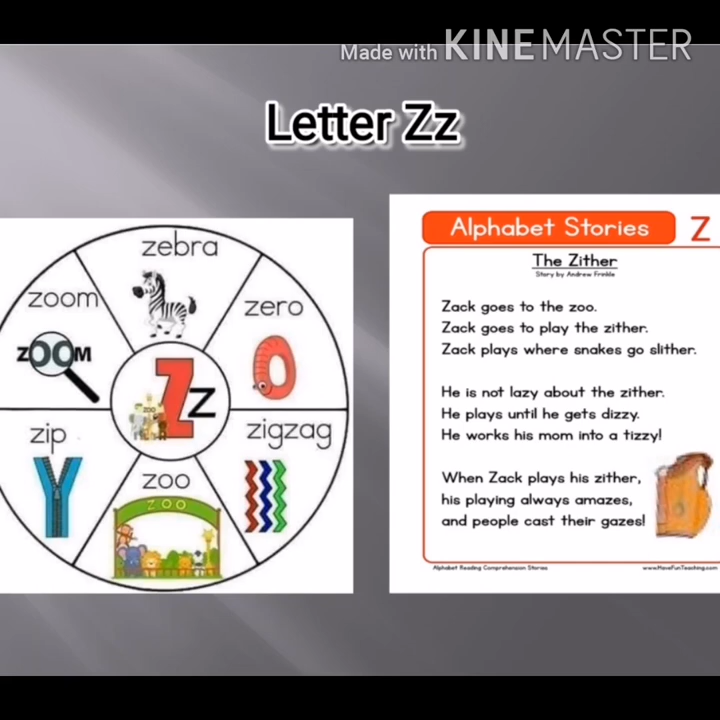 Made with KINEMASTER
Letter Zz
zebra
zoom
zero
ZOOM
Zz
ZOO
zip
zigzag
zoo
ZOO
Alphabet Stories Z
The Zither
Story by Andrew Frinkle
Zack goes to the zoo.
Zack goes to play the zither.
Zack plays where snakes go slither.
He is not lazy about the zither.
He plays until he gets dizzy.
He works his mom into a tizzy!
When Zack plays his zither,
his playing always amazes,
and people cast their gazes!
Alphabet Reading Comprehension Stories
www.HaveFunTeaching.com